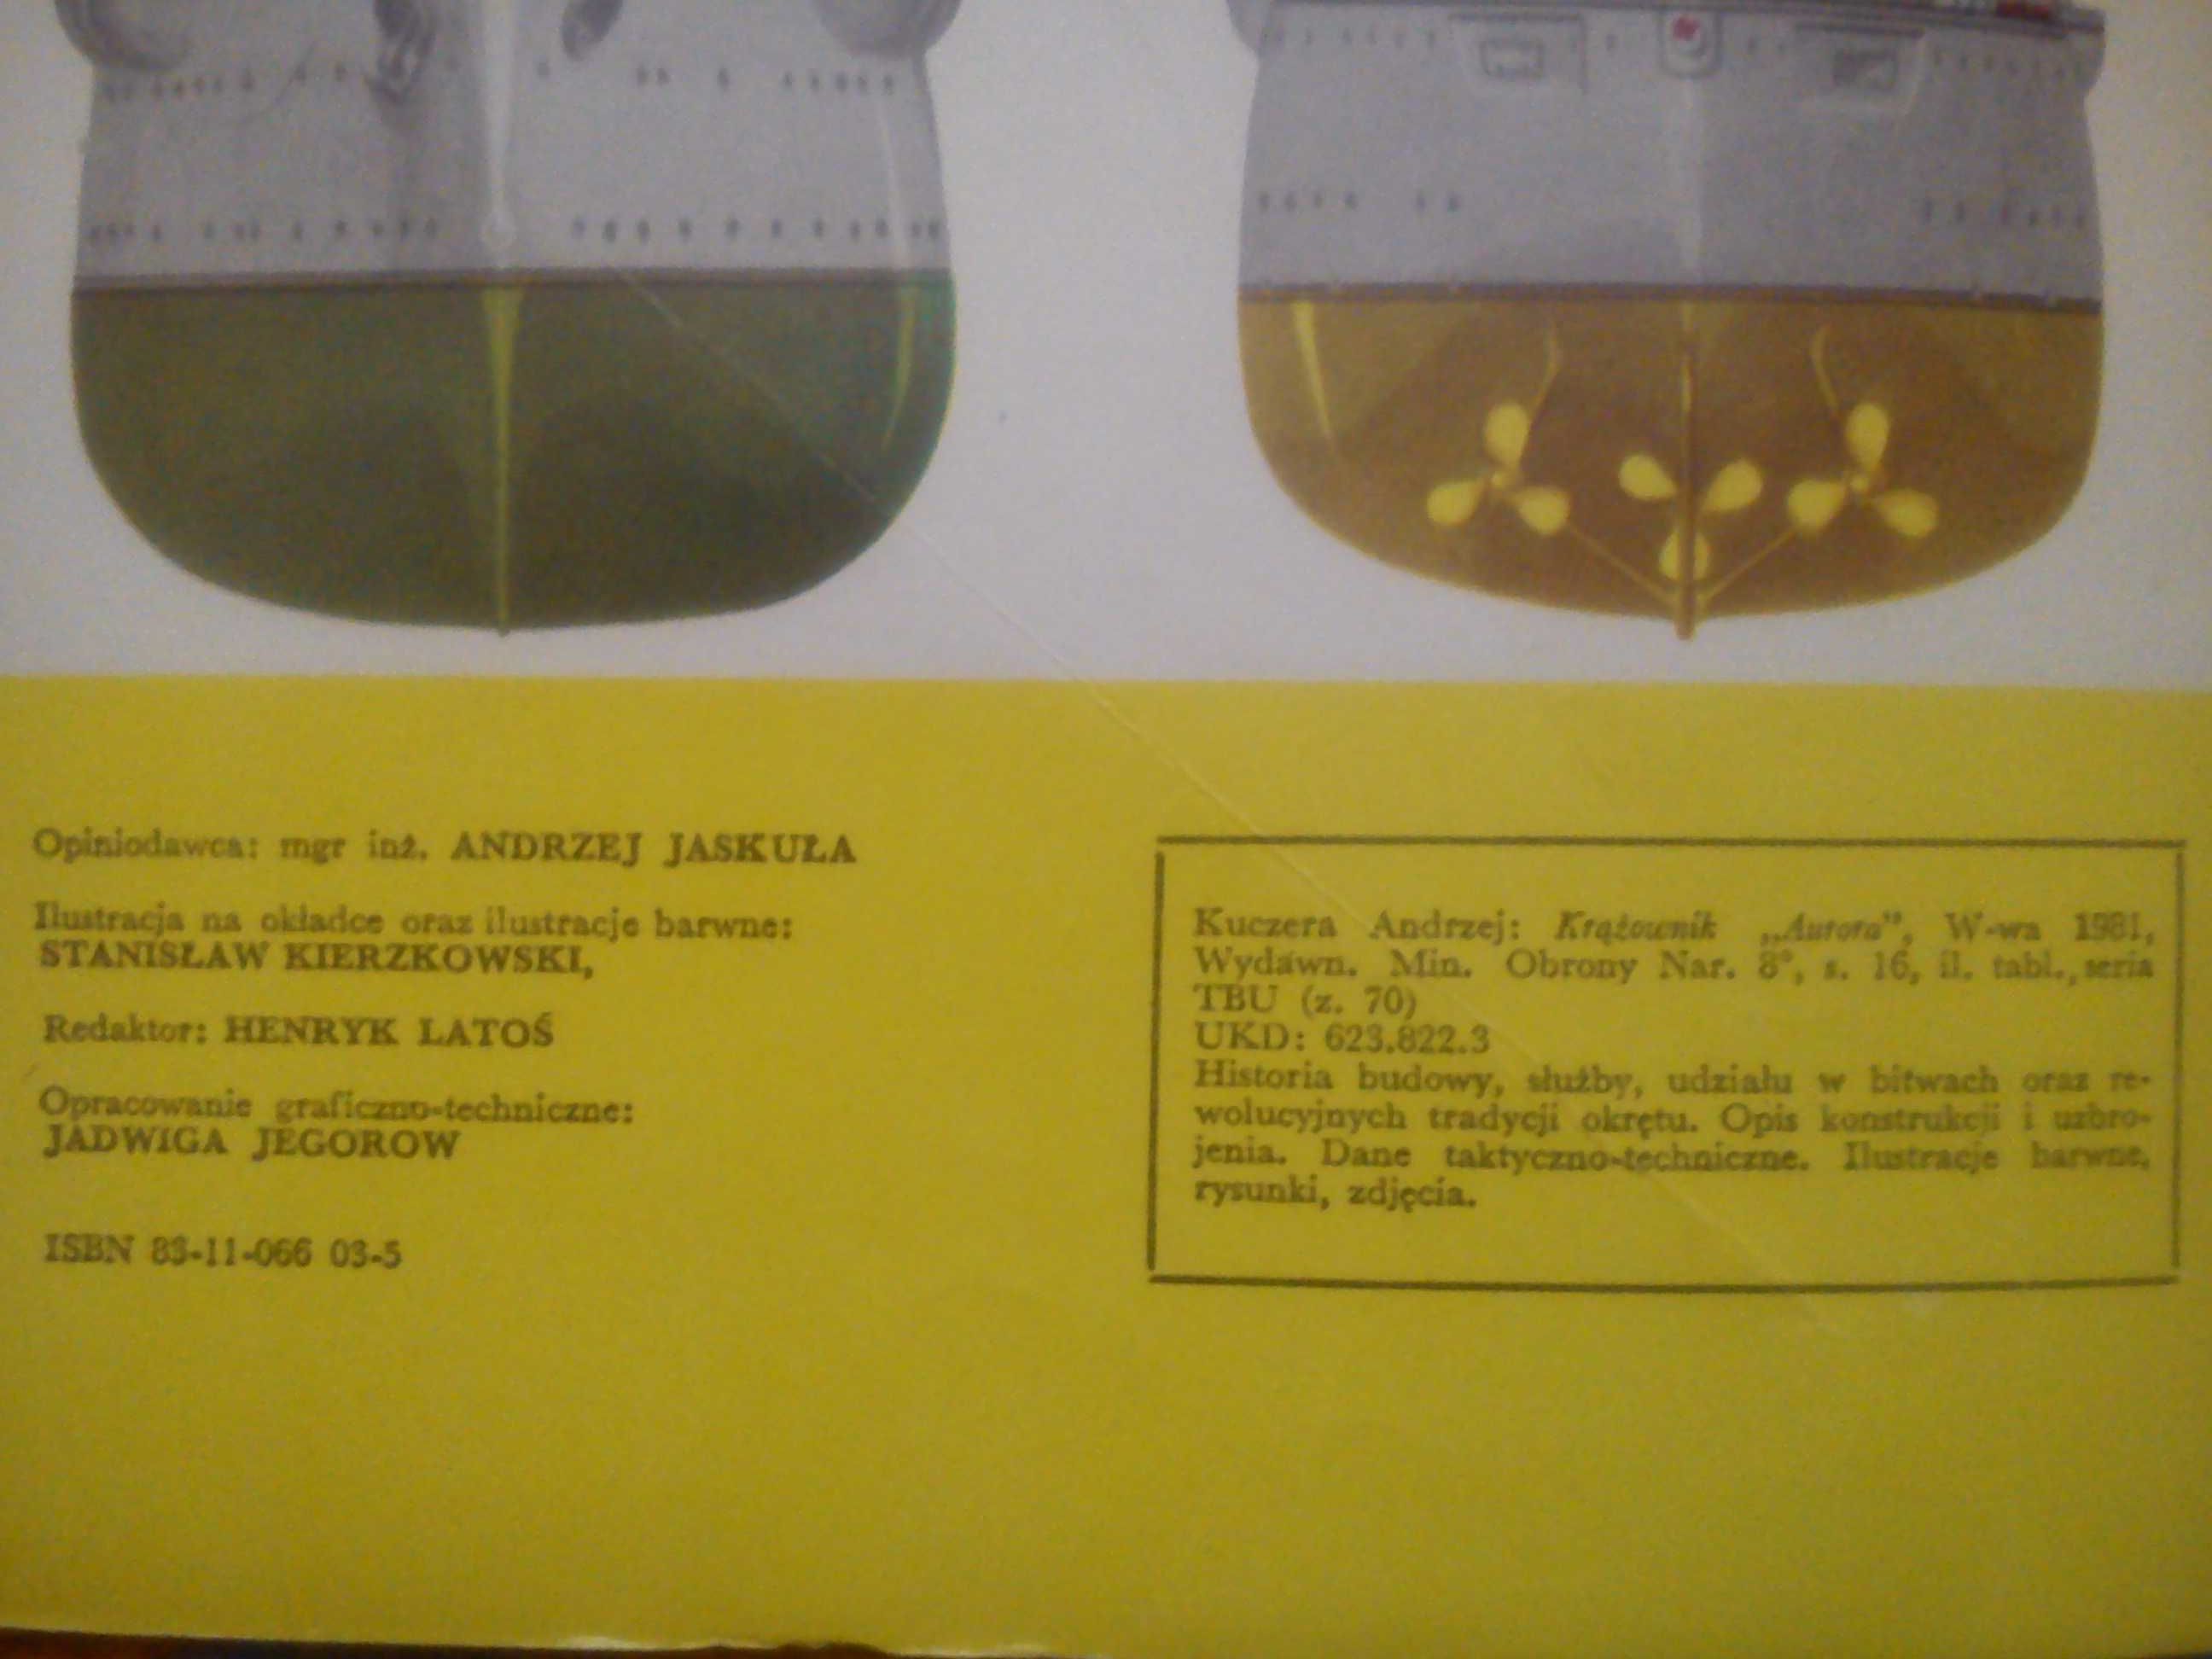 Opiniodawca: mgr inż. ANDRZEJ JASKUŁA
Ilustracja na okładce oraz ilustracje barwne:
STANISŁAW KIERZKOWSKI,
Redaktor: HENRYK LATOŚ
Opracowanie graficzno-techniczne:
JADWIGA JEGOROW
ISBN 83-11-066 03-5
Kuczera Andrzej: Krążownik „Aurora”, W-wa 1981,
Wydawn. Min. Obrony Nar. 8°, s. 16, il. tabl., seria
TBU (z. 70)
UKD: 623.822.3
Historia budowy, służby, udziału w bitwach oraz re-
wolucyjnych tradycji okrętu. Opis konstrukcji i uzbro-
jenia. Dane taktyczno-techniczne. Ilustracje barwne,
rysunki, zdjęcia.